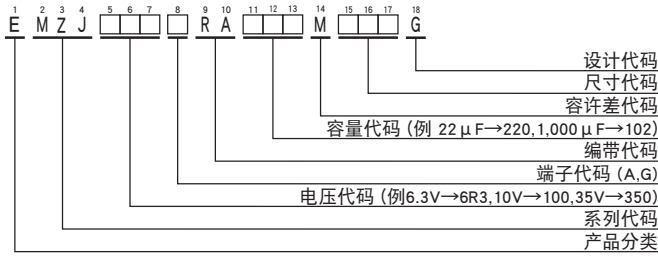 1 2 3 4 5 6 7 8 9 10 11 12 13 14 15 16 17 18
E M Z J □□□ □ R A □□□ M □□□ G
设计代码
尺寸代码
容许差代码
容量代码 (例 22μF→220,1,000μF→102)
编带代码
端子代码 (A,G)
电压代码 (例6.3V→6R3,10V→100,35V→350)
系列代码
产品分类